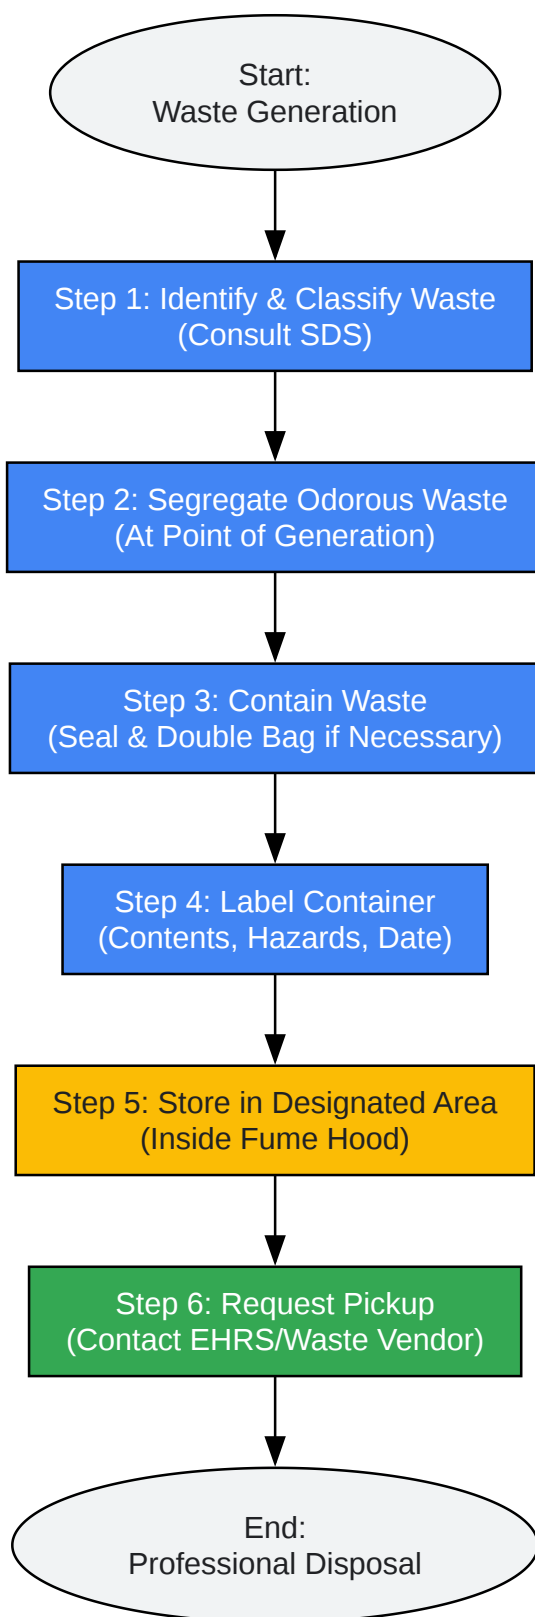 Start:
Waste Generation
Step 1: Identify & Classify Waste
(Consult SDS)
Step 2: Segregate Odorous Waste
(At Point of Generation)
Step 3: Contain Waste
(Seal & Double Bag if Necessary)
Step 4: Label Container
(Contents, Hazards, Date)
Step 5: Store in Designated Area
(Inside Fume Hood)
Step 6: Request Pickup
(Contact EHRS/Waste Vendor)
End:
Professional Disposal